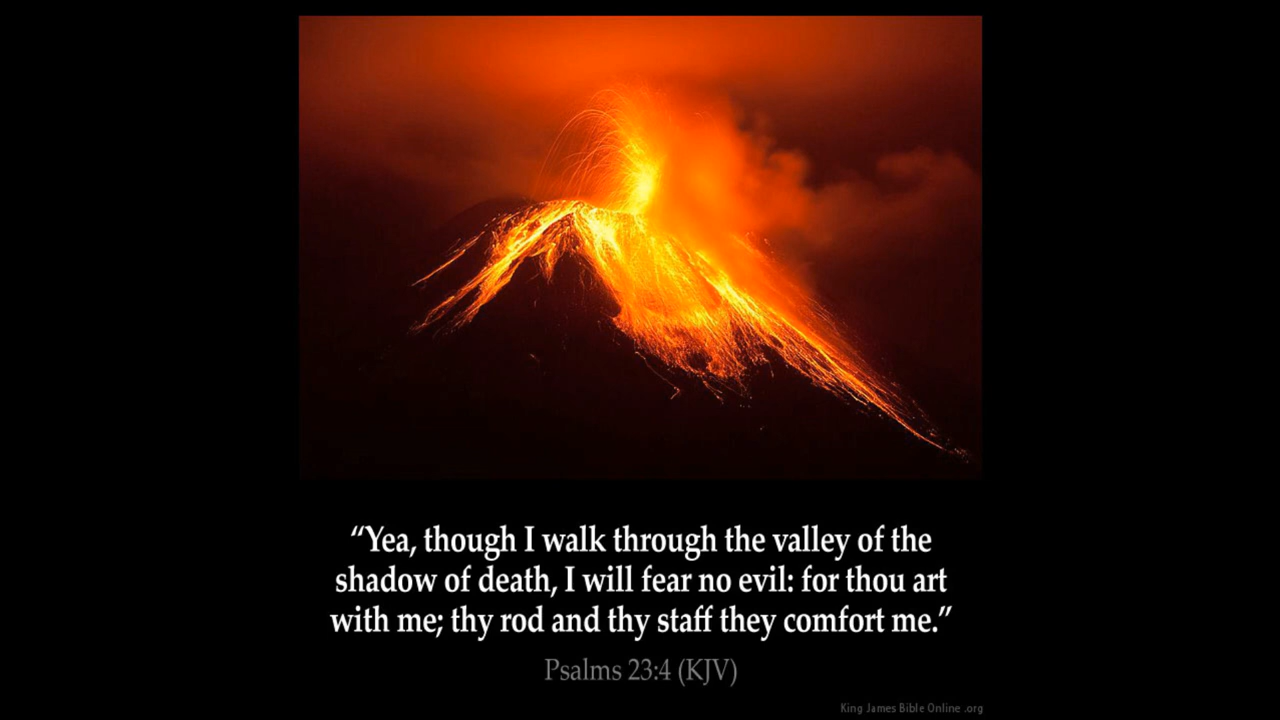 “Yea, though I walk through the valley of the
shadow of death, I will fear no evil: for thou art
with me; thy rod and thy staff they comfort me.”
Psalms 23:4 (KJV)
King James Bible Online .org